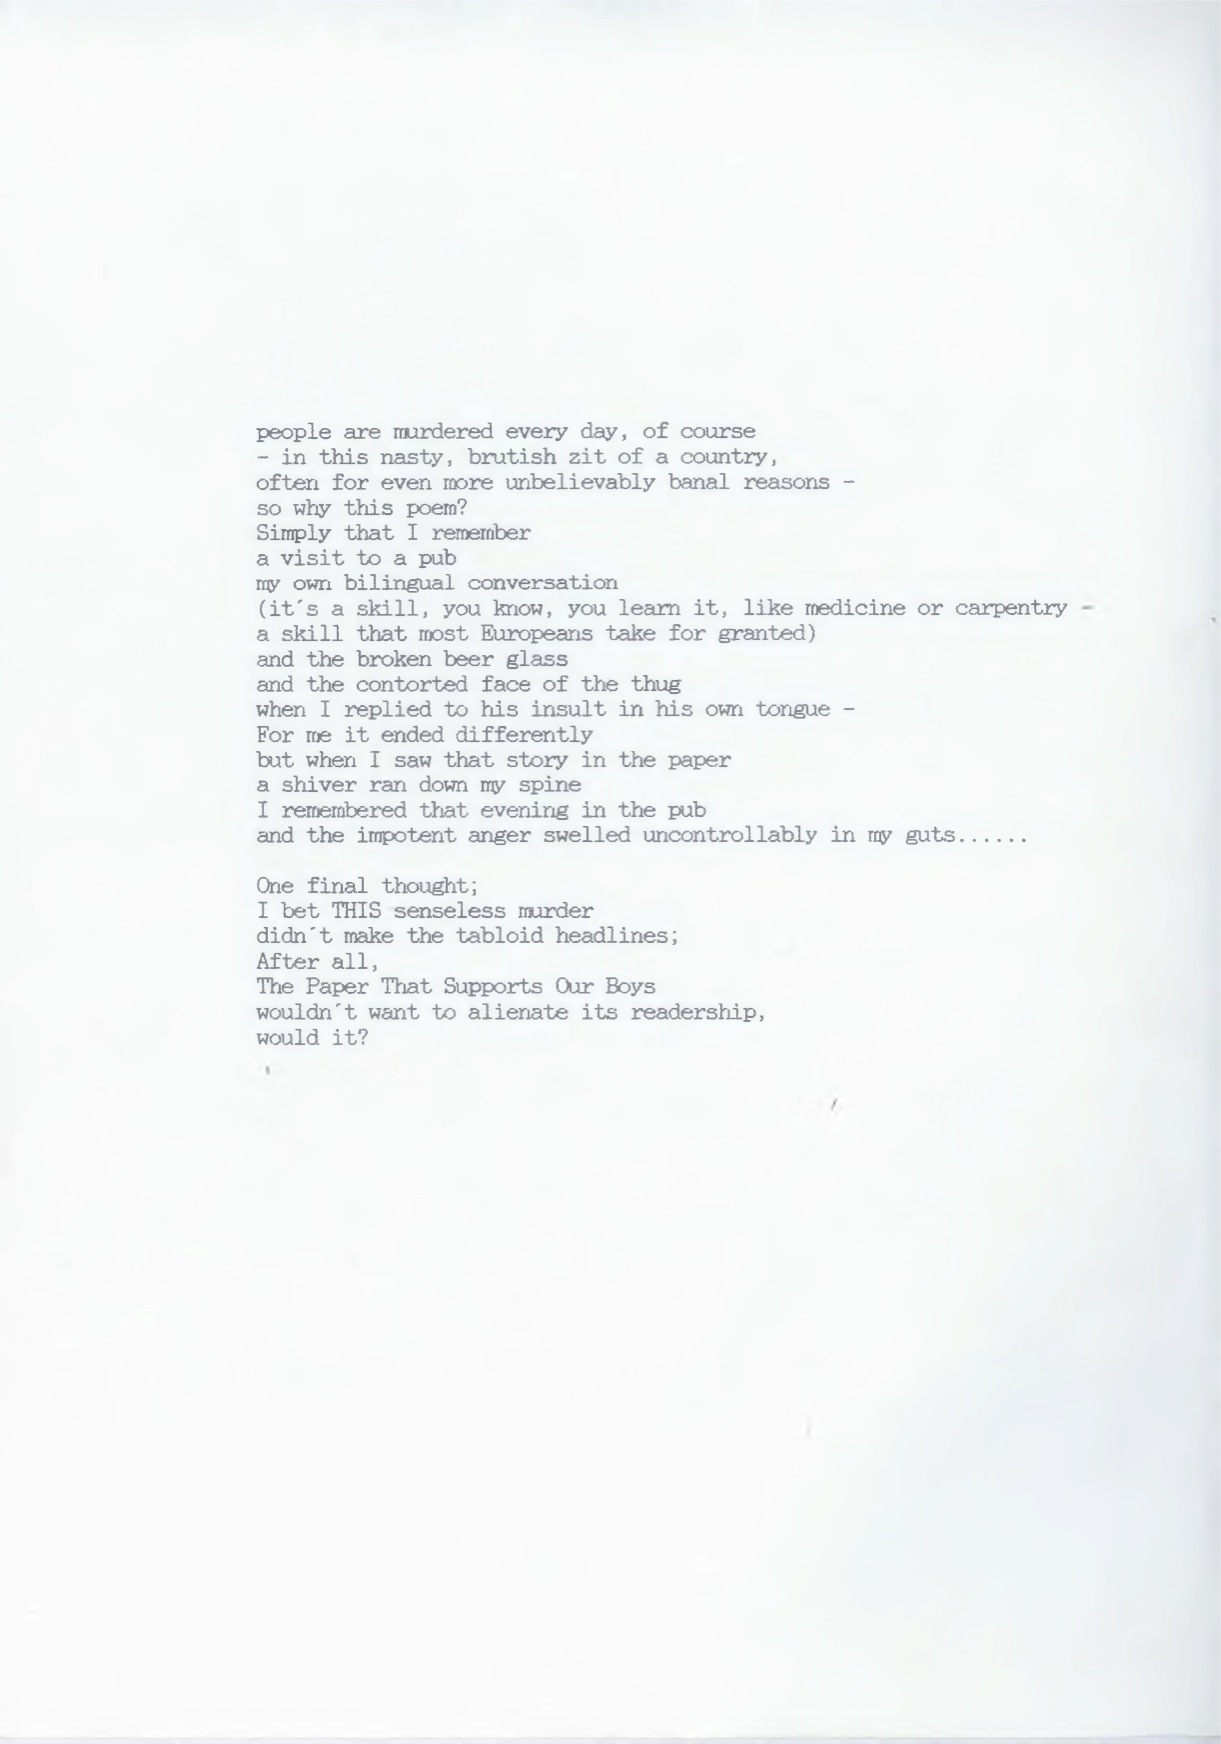 people are murdered every day, of course
- in this nasty, brutish zit of a country,
often for even more unbelievably banal reasons -
so why this poem?
Simply that I remember
a visit to a pub
my own bilingual conversation
(it´s a skill, you know, you learn it, like medicine or carpentry -
a skill that most Europeans take for granted)
and the broken beer glass
and the contorted face of the thug
when I replied to his insult in his own tongue -
For me it ended differently
but when I saw that story in the paper
a shiver ran down my spine
I remembered that evening in the pub
and the impotent anger swelled uncontrollably in my guts......

One final thought;
I bet THIS senseless murder
didn´t make the tabloid headlines;
After all,
The Paper That Supports Our Boys
wouldn´t want to alienate its readership,
would it?